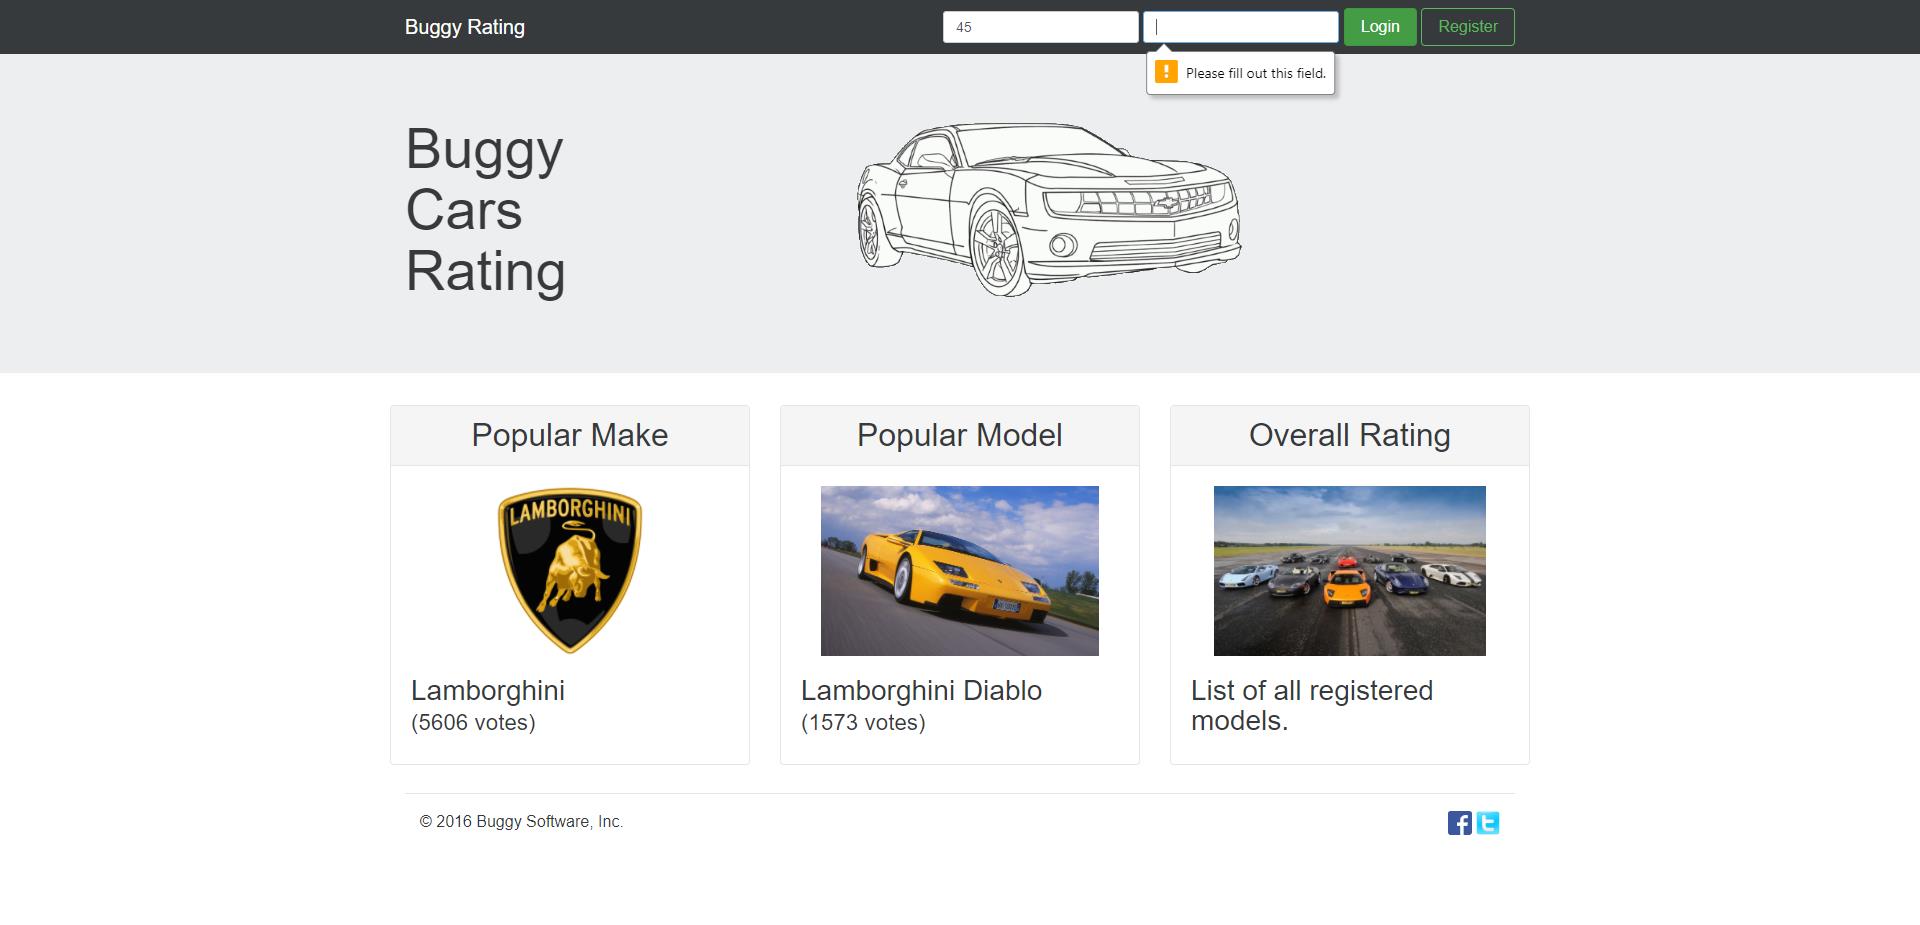 Buggy Rating
45
Login
Register
Please fill out this field.
Buggy
Cars
Rating
Popular Make
Popular Model
Overall Rating
LAMBORGHINI
Lamborghini
(5606 votes)
Lamborghini Diablo
(1573 votes)
List of all registered
models.
© 2016 Buggy Software, Inc.